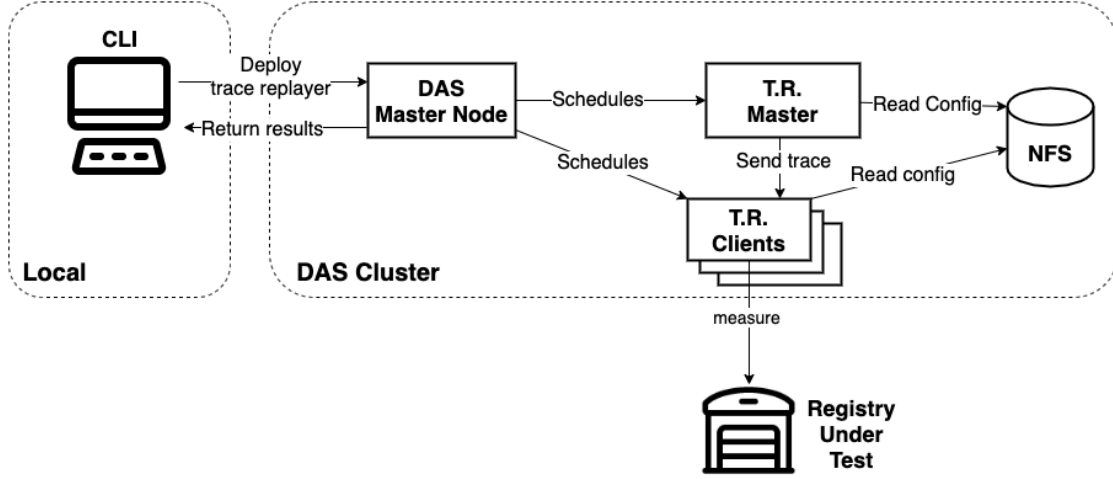 CLI
Deploy
trace replayer
Return results
Local
DAS
Master Node
Schedules
Schedules
T.R.
Master
Read Config
Send trace
Read config
NFS
T.R.
Clients
DAS Cluster
measure
Registry
Under
Test